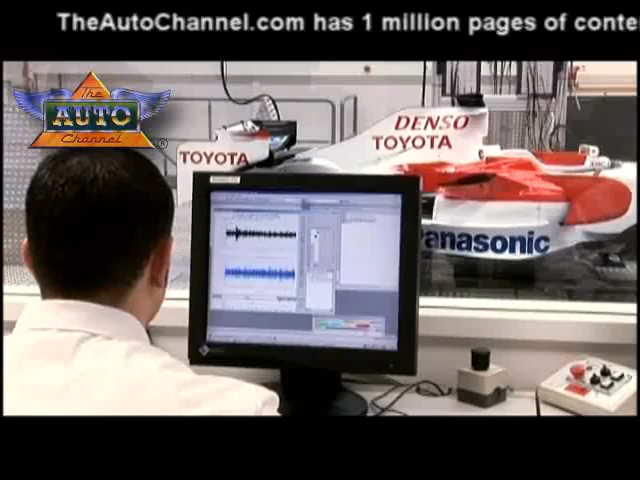 TheAutoChannel.com has 1 million pages of conte
The
AUTO
Channel
®
DENSO
TOYOTA
TOYOTA
Panasonic